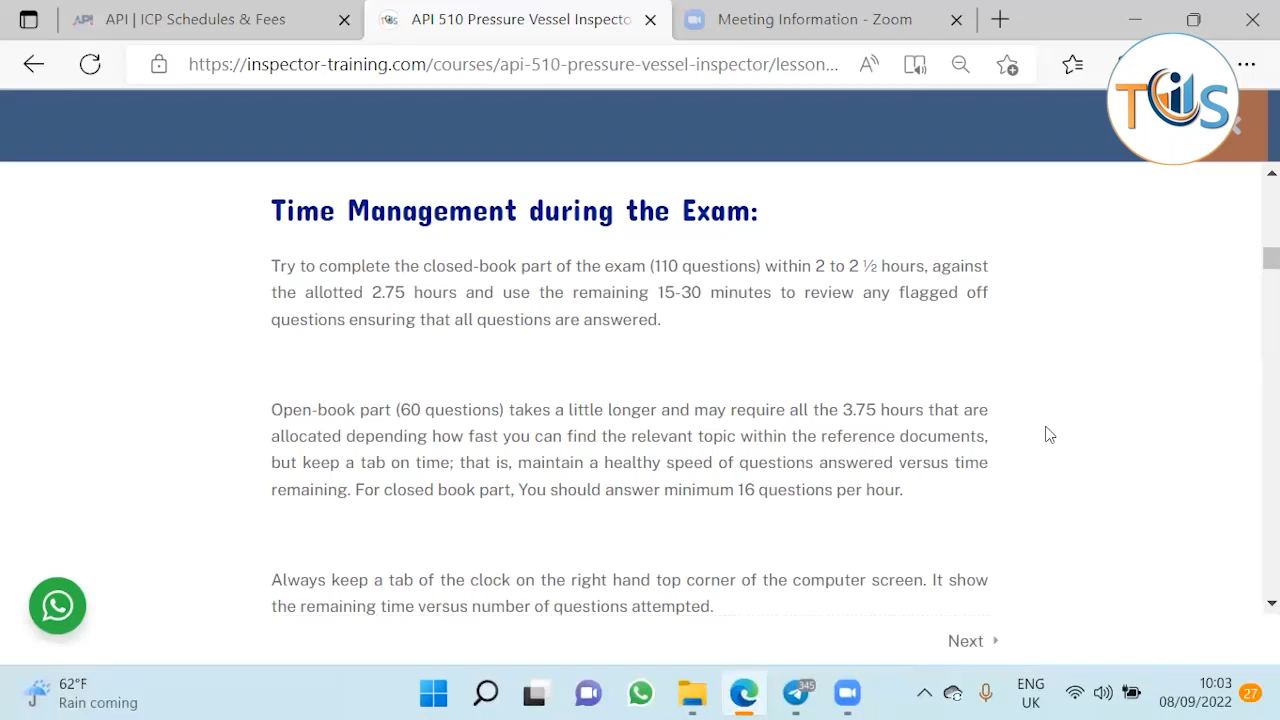 API API | ICP Schedules & Fees
API 510 Pressure Vessel Inspecto
Meeting Information - Zoom
https://inspector-training.com/courses/api-510-pressure-vessel-inspector/lesson...
TIS
Time Management during the Exam:
Try to complete the closed-book part of the exam (110 questions) within 2 to 2 ½ hours, against
the allotted 2.75 hours and use the remaining 15-30 minutes to review any flagged off
questions ensuring that all questions are answered.
Open-book part (60 questions) takes a little longer and may require all the 3.75 hours that are
allocated depending how fast you can find the relevant topic within the reference documents,
but keep a tab on time; that is, maintain a healthy speed of questions answered versus time
remaining. For closed book part, You should answer minimum 16 questions per hour.
Always keep a tab of the clock on the right hand top corner of the computer screen. It show
the remaining time versus number of questions attempted.
Next
62°F
Rain coming
345
ENG
UK
10:03
08/09/2022
27